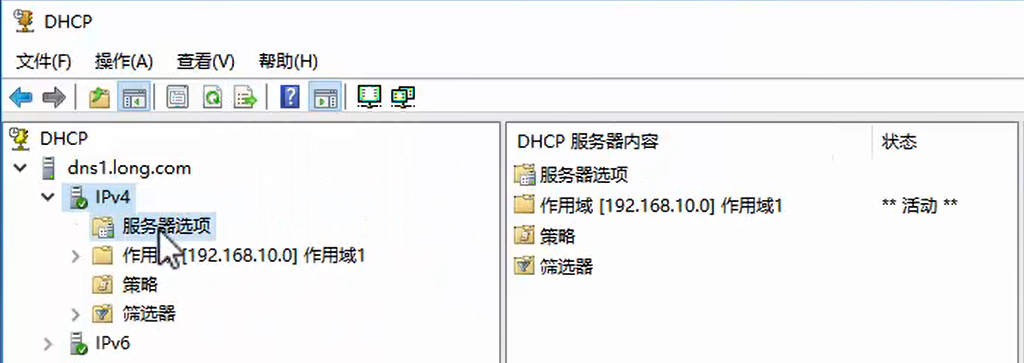 DHCP
文件(F) 操作(A) 查看(V) 帮助(H)
DHCP
dns1.long.com
IPv4
服务器选项
作用 [192.168.10.0] 作用域1
策略
筛选器
IPv6
DHCP 服务器内容 状态
服务器选项
作用域 [192.168.10.0] 作用域1 ** 活动 **
策略
筛选器